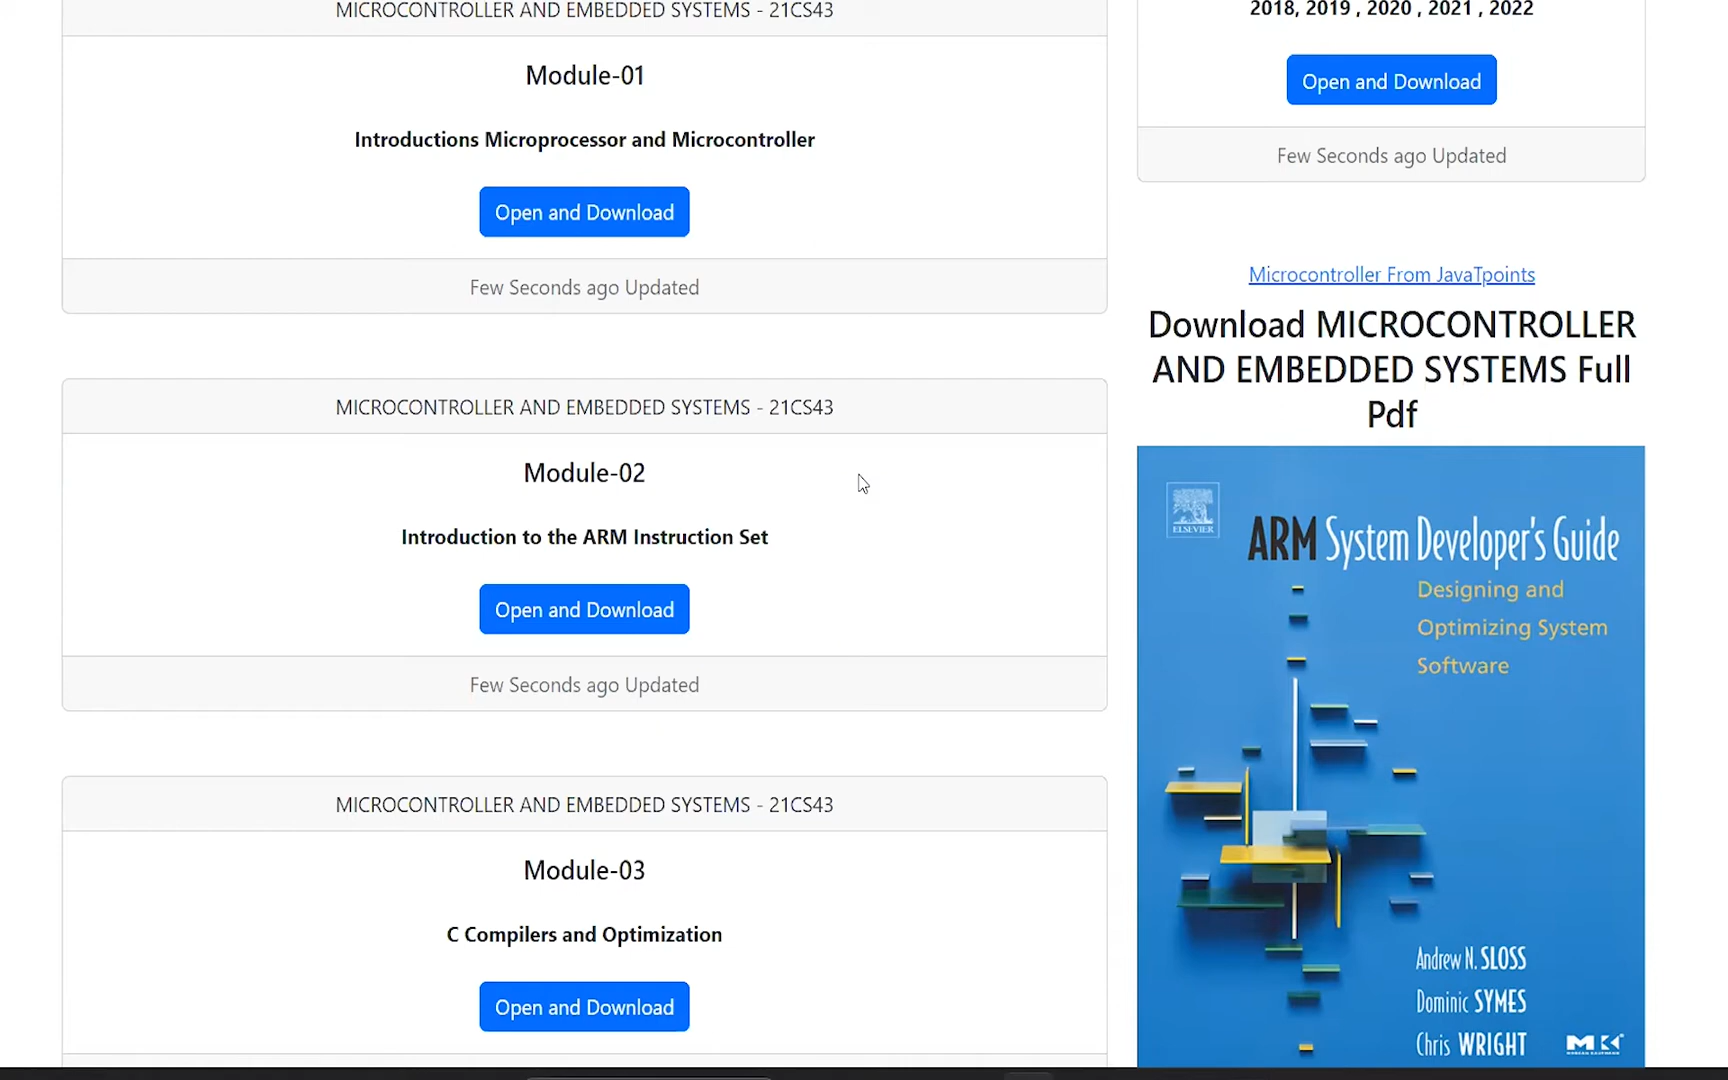 MICROCONTROLLER AND EMBEDDED SYSTEMS - 21CS43
Module-01
Introductions Microprocessor and Microcontroller
Open and Download
Few Seconds ago Updated
MICROCONTROLLER AND EMBEDDED SYSTEMS - 21CS43
Module-02
Introduction to the ARM Instruction Set
Open and Download
Few Seconds ago Updated
MICROCONTROLLER AND EMBEDDED SYSTEMS - 21CS43
Module-03
C Compilers and Optimization
Open and Download
2018, 2019 , 2020 , 2021 , 2022
Open and Download
Few Seconds ago Updated
Microcontroller From JavaTpoints
Download MICROCONTROLLER
AND EMBEDDED SYSTEMS Full
Pdf
ELSEVIER
ARM System Developer's Guide
Designing and
Optimizing System
Software
Andrew N. SLOSS
Dominic SYMES
Chris WRIGHT
MK
MORGAN KAUFMANN